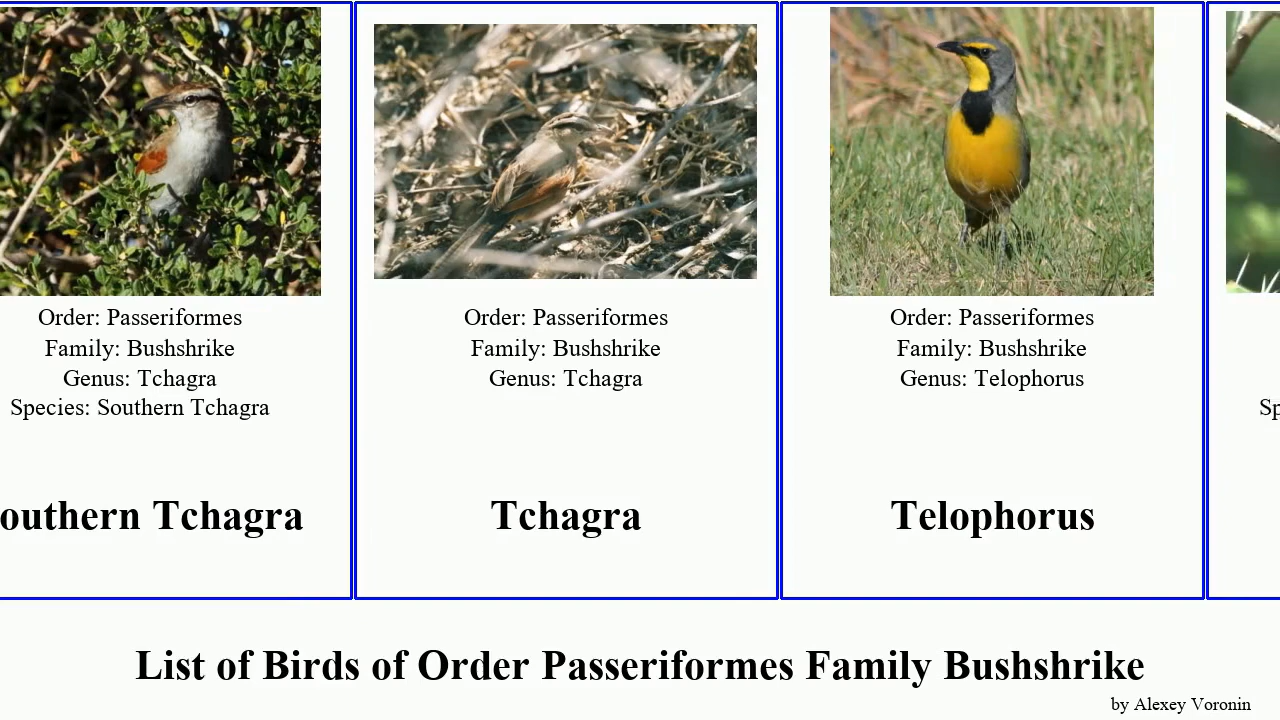 Order: Passeriformes
Family: Bushshrike
Genus: Tchagra
Species: Southern Tchagra
outhern Tchagra
Order: Passeriformes
Family: Bushshrike
Genus: Tchagra
Tchagra
Order: Passeriformes
Family: Bushshrike
Genus: Telophorus
Telophorus
Sp
List of Birds of Order Passeriformes Family Bushshrike
by Alexey Voronin